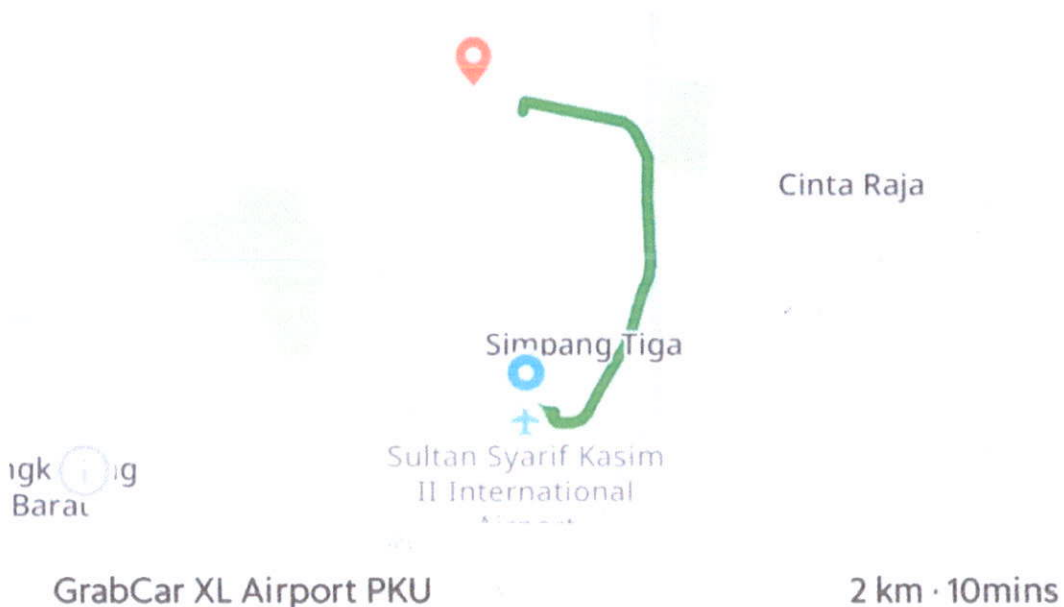 Cinta Raja
Simpang Tiga
Sultan Syarif Kasim
II International
Barat
GrabCar XL Airport PKU
2 km · 10mins